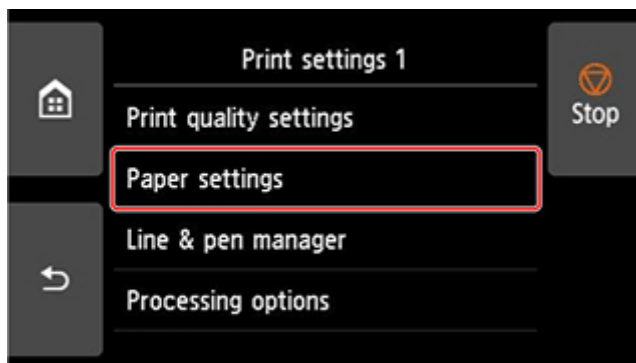 Print settings 1
Stop
Print quality settings
Paper settings
Line & pen manager
Processing options